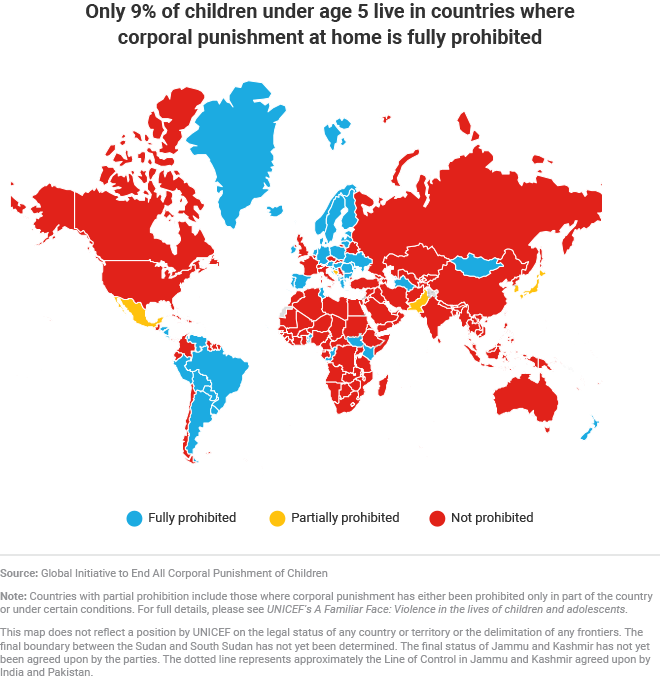 Only 9% of children under age 5 live in countries where
corporal punishment at home is fully prohibited
Fully prohibited
Partially prohibited
Not prohibited
Source: Global Initiative to End All Corporal Punishment of Children
Note: Countries with partial prohibition include those where corporal punishment has either been prohibited only in part of the country
or under certain conditions. For full details, please see UNICEF's A Familiar Face: Violence in the lives of children and adolescents.
This map does not reflect a position by UNICEF on the legal status of any country or territory or the delimitation of any frontiers. The
final boundary between the Sudan and South Sudan has not yet been determined. The final status of Jammu and Kashmir has not yet
been agreed upon by the parties. The dotted line represents approximately the Line of Control in Jammu and Kashmir agreed upon by
India and Pakistan.